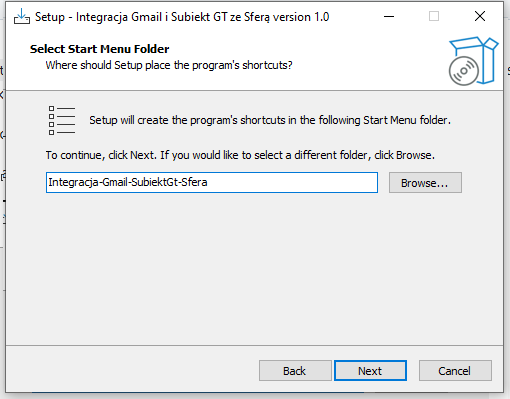 Setup - Integracja Gmail i Subiekt GT ze Sferą version 1.0
Select Start Menu Folder
Where should Setup place the program's shortcuts?
Setup will create the program's shortcuts in the following Start Menu folder.
To continue, click Next. If you would like to select a different folder, click Browse.
Integracja-Gmail-SubiektGt-Sfera
Browse...
Back
Next
Cancel